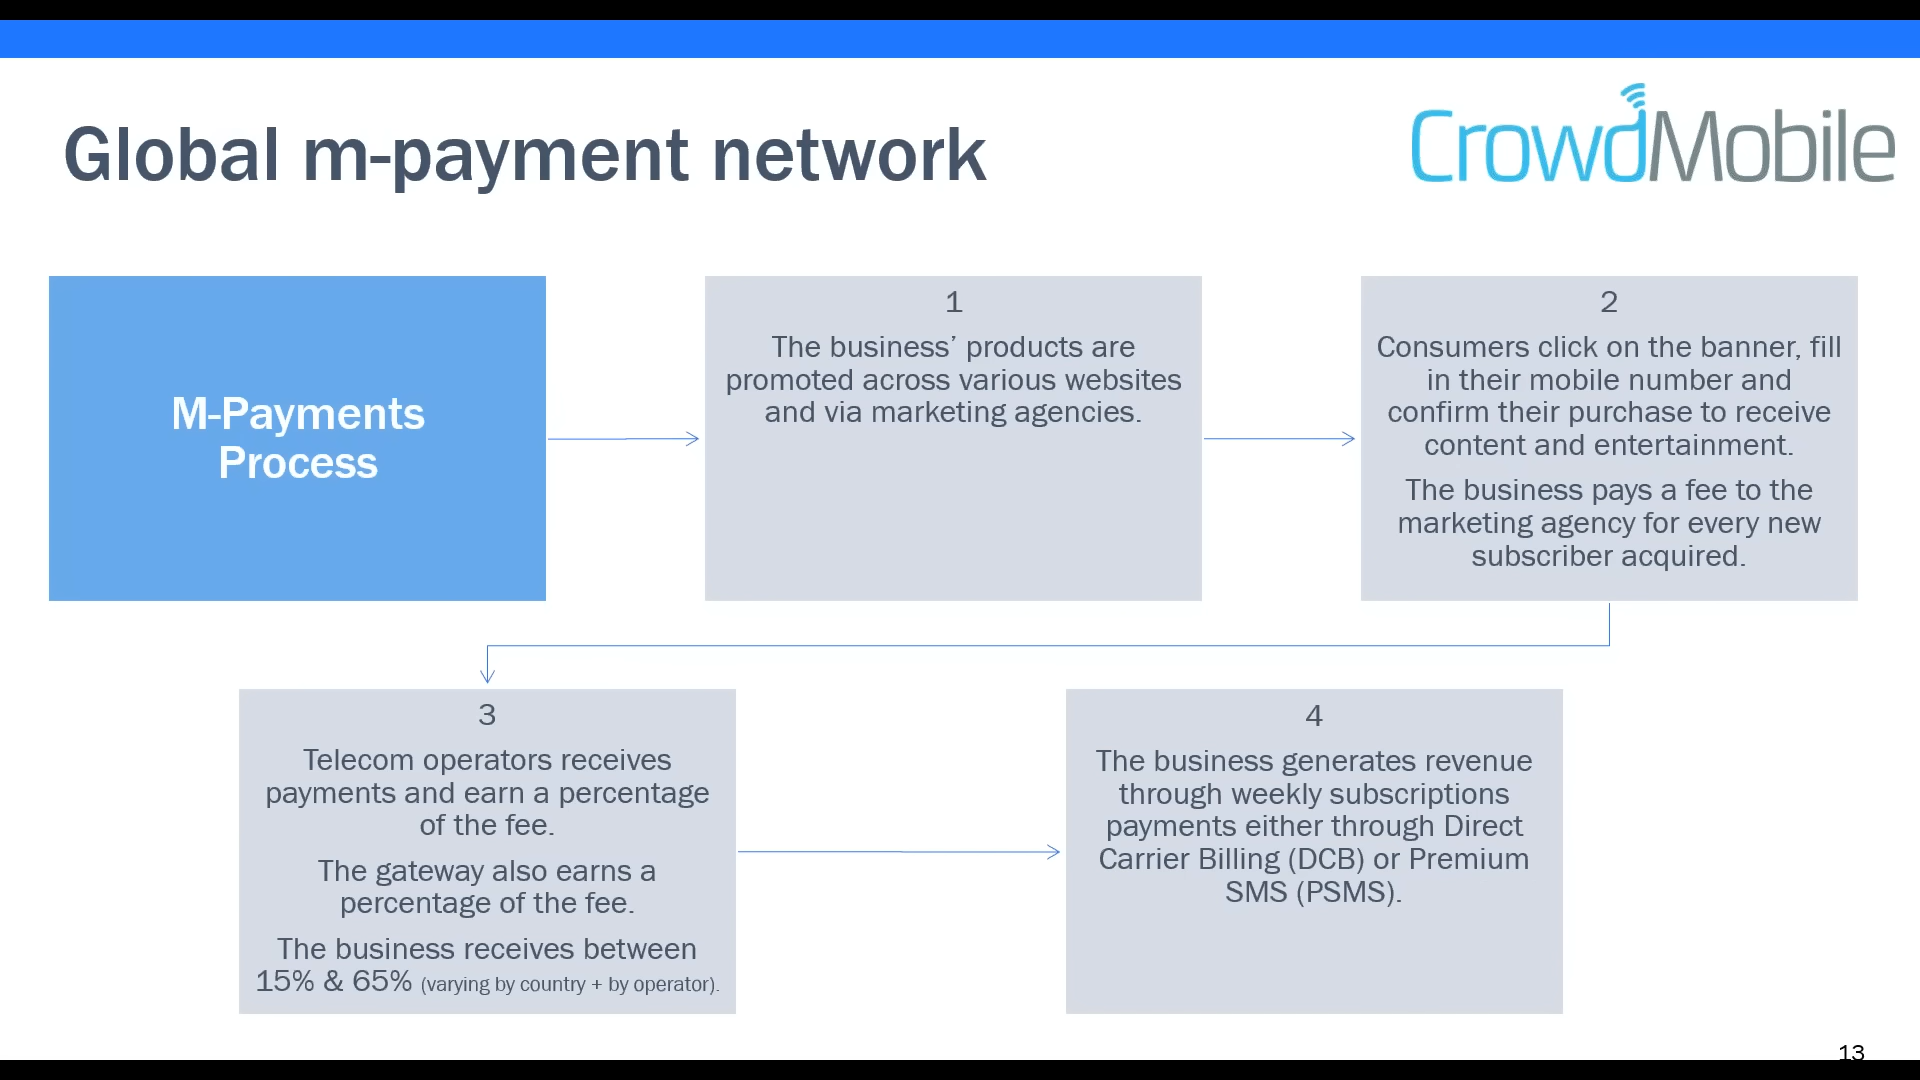 Global m-payment network
CrowdMobile
M-Payments
Process
1
The business’ products are
promoted across various websites
and via marketing agencies.
2
Consumers click on the banner, fill
in their mobile number and
confirm their purchase to receive
content and entertainment.
The business pays a fee to the
marketing agency for every new
subscriber acquired.
3
Telecom operators receives
payments and earn a percentage
of the fee.
The gateway also earns a
percentage of the fee.
The business receives between
15% & 65% (varying by country + by operator).
4
The business generates revenue
through weekly subscriptions
payments either through Direct
Carrier Billing (DCB) or Premium
SMS (PSMS).
13